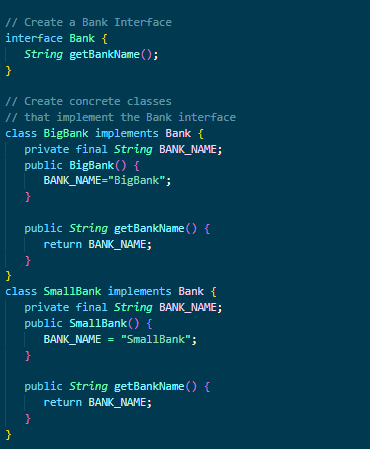 // Create a Bank Interface
interface Bank {
   String getBankName();
}

// Create concrete classes
// that implement the Bank interface
class BigBank implements Bank {
   private final String BANK_NAME;
   public BigBank() {
      BANK_NAME="BigBank";
   }

   public String getBankName() {
      return BANK_NAME;
   }
}
class SmallBank implements Bank {
   private final String BANK_NAME;
   public SmallBank() {
      BANK_NAME = "SmallBank";
   }

   public String getBankName() {
      return BANK_NAME;
   }
}